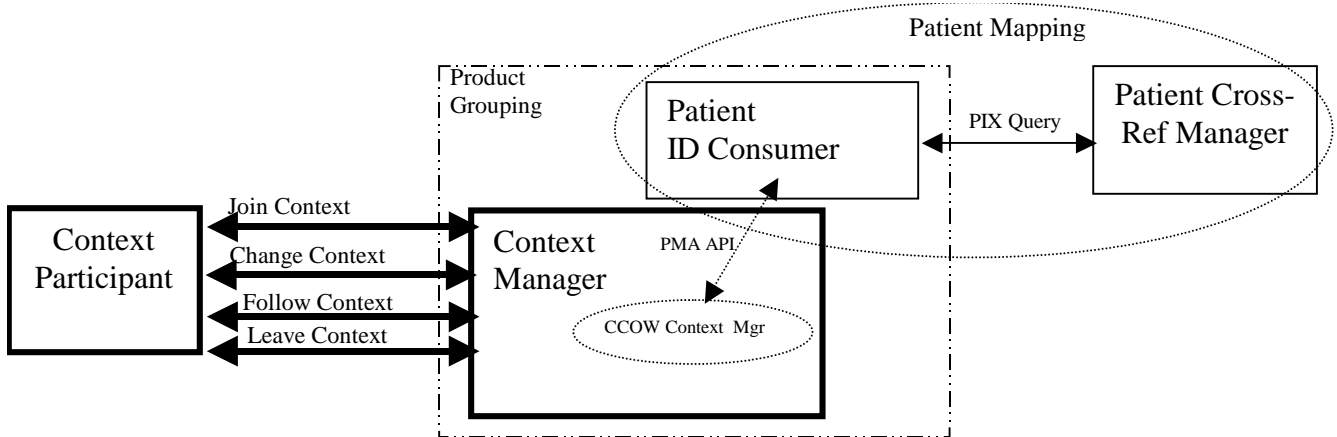 Patient Mapping
Product
Grouping
Patient
ID Consumer
PIX Query
Patient Cross-
Ref Manager
Join Context
Change Context
Follow Context
Leave Context
Context
Participant
Context
Manager
PMA API
CCOW Context Mgr